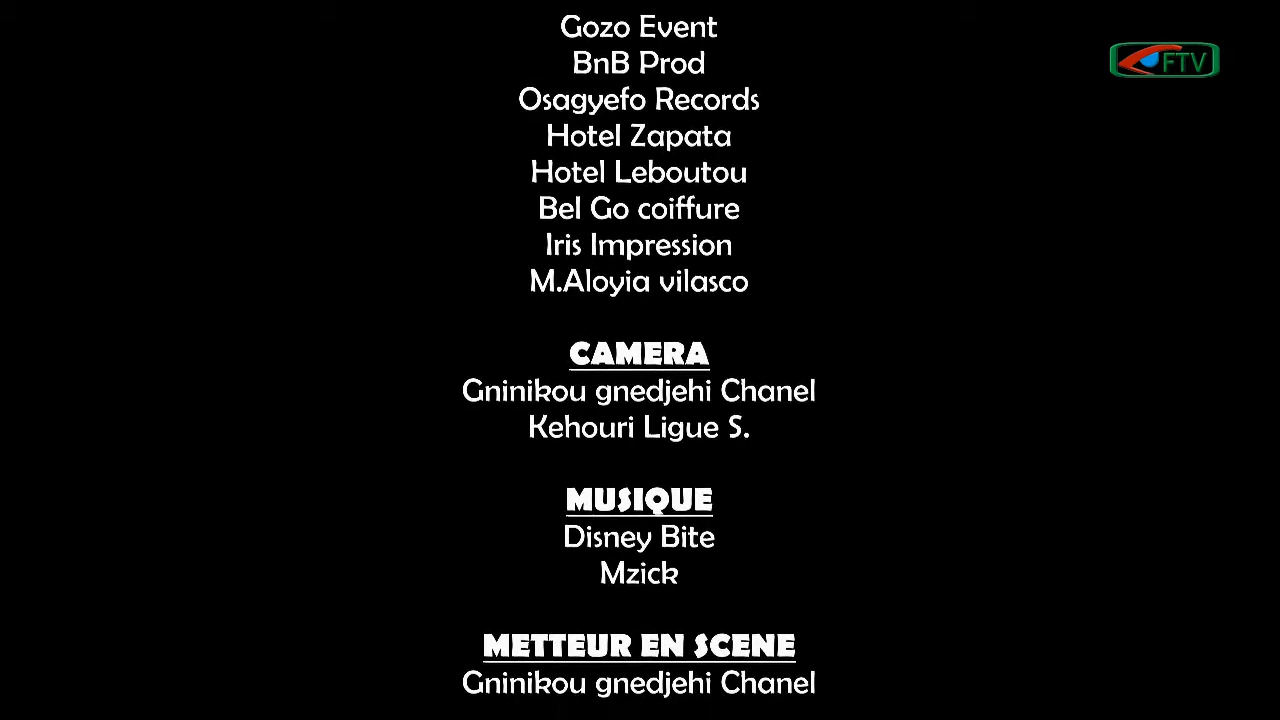 Gozo Event
BnB Prod
FTV
Osagyefo Records
Hotel Zapata
Hotel Leboutou
Bel Go coiffure
Iris Impression
M.Aloyia vilasco
CAMERA
Gninikou gnedjehi Chanel
Kehouri Ligue S.
MUSIQUE
Disney Bite
Mzick
METTEUR EN SCENE
Gninikou gnedjehi Chanel